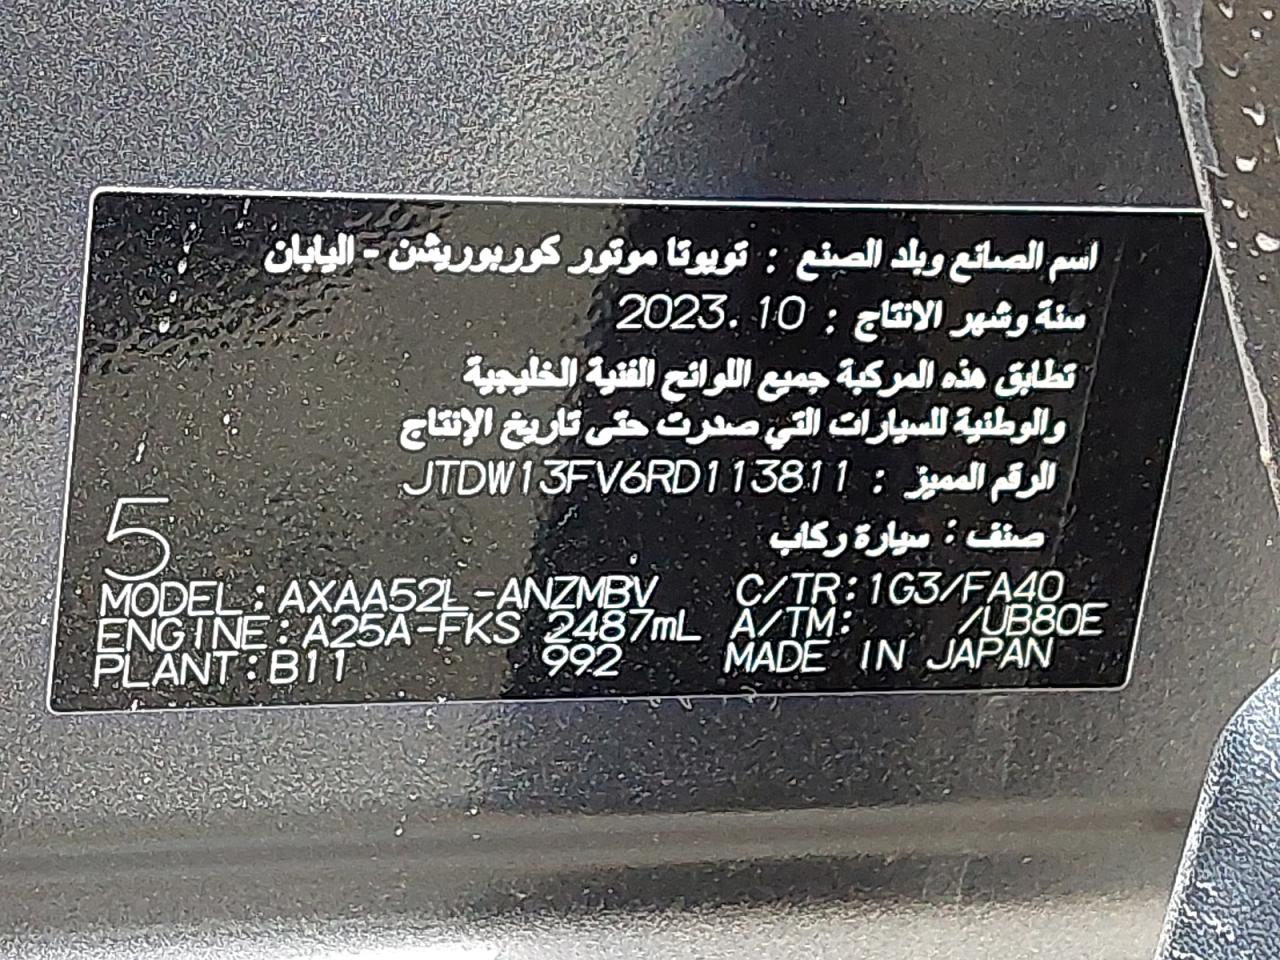 اسم الصانع وبلد الصنع : تويوتا موتور كوربوريشن - اليابان
سنة وشهر الانتاج : 2023.10
تطابق هذه المركبة جميع اللوائح الفنية الخليجية
والوطنية للسيارات التي صدرت حتى تاريخ الإنتاج
الرقم المميز : JTDW13FV6RD113811
صنف : سيارة ركاب
5
MODEL:AXAA52L-ANZMBV C/TR:1G3/FA40
ENGINE:A25A-FKS 2487mL A/TM: /UB80E
PLANT:B11 992 MADE IN JAPAN